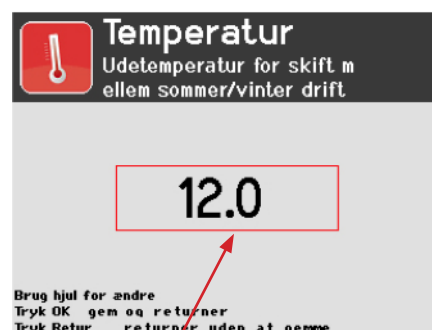 Temperatur
Udetemperatur for skift m
ellem sommer/vinter drift
12.0
Brug hjul for ændre
Tryk OK gem og returner
Tryk Retur returner uden at gemme